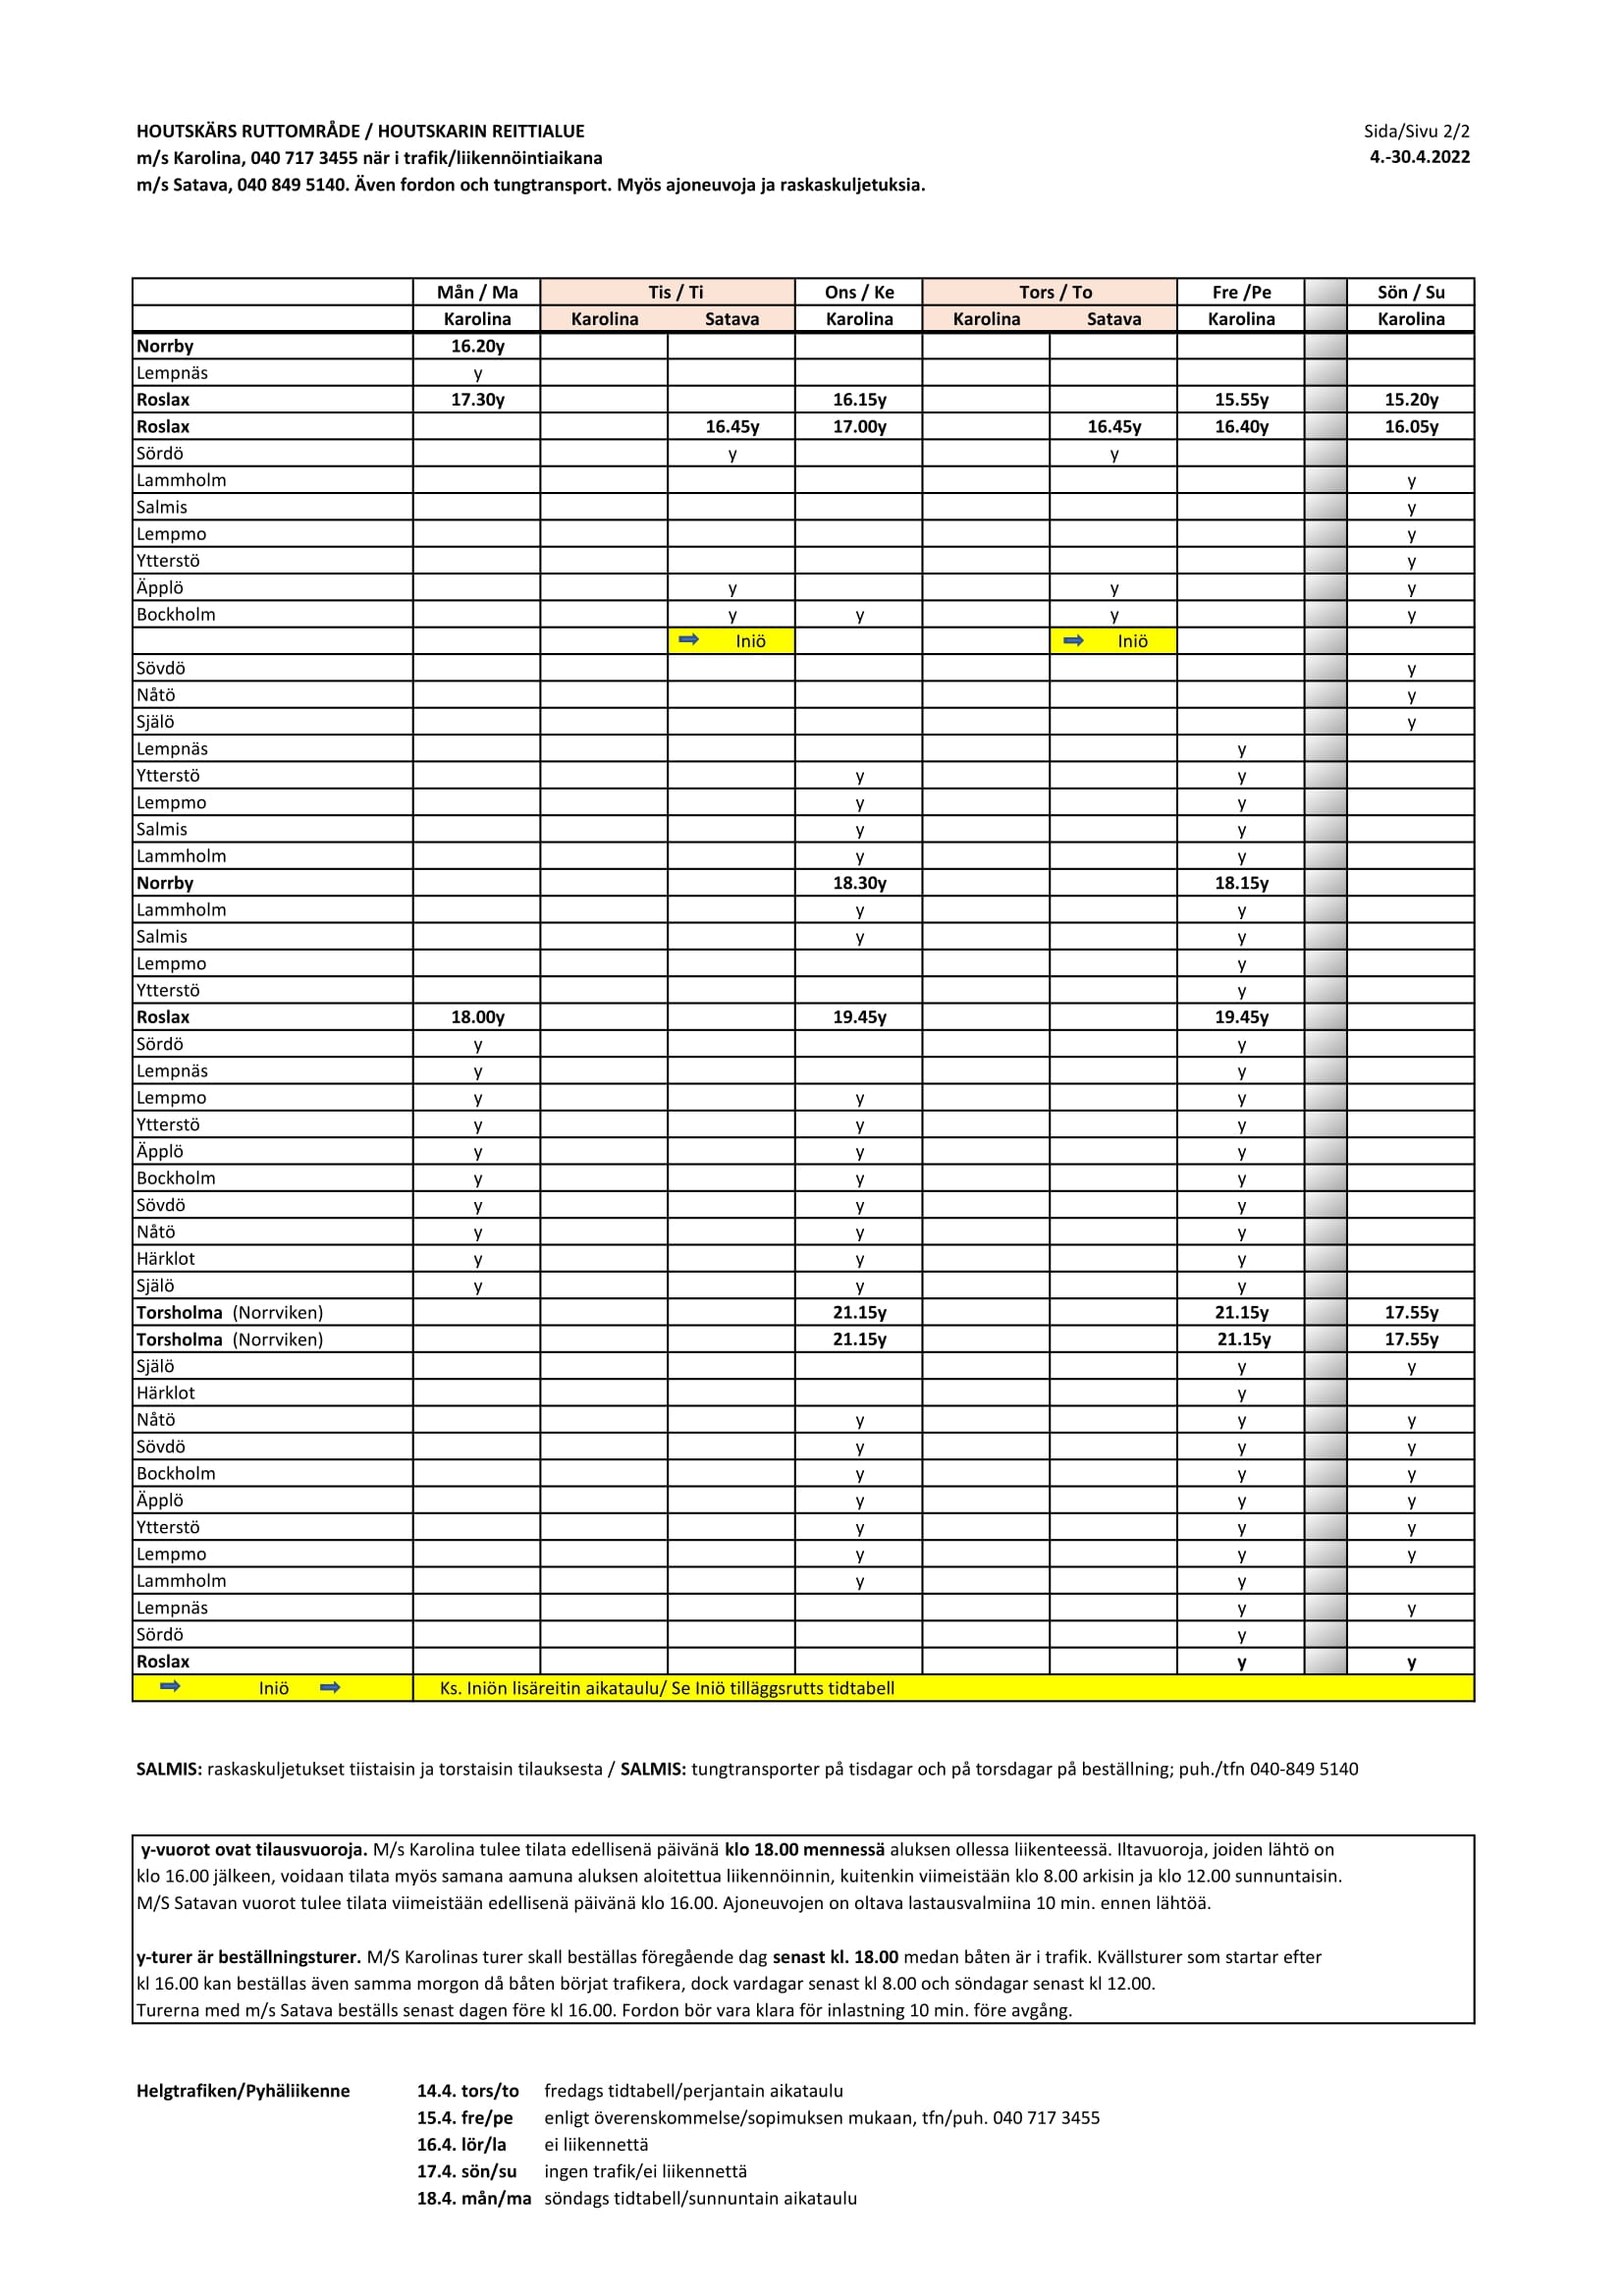 HOUTSKÄRS RUTTOMRÅDE / HOUTSKARIN REITTIALUE Sida/Sivu 2/2
m/s Karolina, 040 717 3455 när i trafik/liikennöintiaikana 4.-30.4.2022
m/s Satava, 040 849 5140. Även fordon och tungtransport. Myös ajoneuvoja ja raskaskuljetuksia.
Mån / Ma Tis / Ti Ons / Ke Tors / To Fre /Pe Sön / Su
Karolina Karolina Satava Karolina Karolina Satava Karolina Karolina
Norrby 16.20y
Lempnäs y
Roslax 17.30y 16.15y 15.55y 15.20y
Roslax 16.45y 17.00y 16.45y 16.40y 16.05y
Sördö y y
Lammholm y
Salmis y
Lempmo y
Ytterstö y
Äpplö y y y
Bockholm y y y y
Iniö Iniö
Sövdö y
Nåtö y
Själö y
Lempnäs y
Ytterstö y y
Lempmo y y
Salmis y y
Lammholm y y
Norrby 18.30y 18.15y
Lammholm y y
Salmis y y
Lempmo y
Ytterstö y
Roslax 18.00y 19.45y 19.45y
Sördö y y
Lempnäs y y
Lempmo y y y
Ytterstö y y y
Äpplö y y y
Bockholm y y y
Sövdö y y y
Nåtö y y y
Härklot y y y
Själö y y y
Torsholma (Norrviken) 21.15y 21.15y 17.55y
Torsholma (Norrviken) 21.15y 21.15y 17.55y
Själö y y
Härklot y
Nåtö y y y
Sövdö y y y
Bockholm y y y
Äpplö y y y
Ytterstö y y y
Lempmo y y y
Lammholm y y
Lempnäs y y
Sördö y
Roslax y y
Iniö Ks. Iniön lisäreitin aikataulu/ Se Iniö tilläggsrutts tidtabell
SALMIS: raskaskuljetukset tiistaisin ja torstaisin tilauksesta / SALMIS: tungtransporter på tisdagar och på torsdagar på beställning; puh./tfn 040-849 5140
y-vuorot ovat tilausvuoroja. M/s Karolina tulee tilata edellisenä päivänä klo 18.00 mennessä aluksen ollessa liikenteessä. Iltavuoroja, joiden lähtö on
klo 16.00 jälkeen, voidaan tilata myös samana aamuna aluksen aloitettua liikennöinnin, kuitenkin viimeistään klo 8.00 arkisin ja klo 12.00 sunnuntaisin.
M/S Satavan vuorot tulee tilata viimeistään edellisenä päivänä klo 16.00. Ajoneuvojen on oltava lastausvalmiina 10 min. ennen lähtöä.
y-turer är beställningsturer. M/S Karolinas turer skall beställas föregående dag senast kl. 18.00 medan båten är i trafik. Kvällsturer som startar efter
kl 16.00 kan beställas även samma morgon då båten börjat trafikera, dock vardagar senast kl 8.00 och söndagar senast kl 12.00.
Turerna med m/s Satava beställs senast dagen före kl 16.00. Fordon bör vara klara för inlastning 10 min. före avgång.
Helgtrafiken/Pyhäliikenne 14.4. tors/to fredags tidtabell/perjantain aikataulu
15.4. fre/pe enligt överenskommelse/sopimuksen mukaan, tfn/puh. 040 717 3455
16.4. lör/la ei liikennettä
17.4. sön/su ingen trafik/ei liikennettä
18.4. mån/ma söndags tidtabell/sunnuntain aikataulu